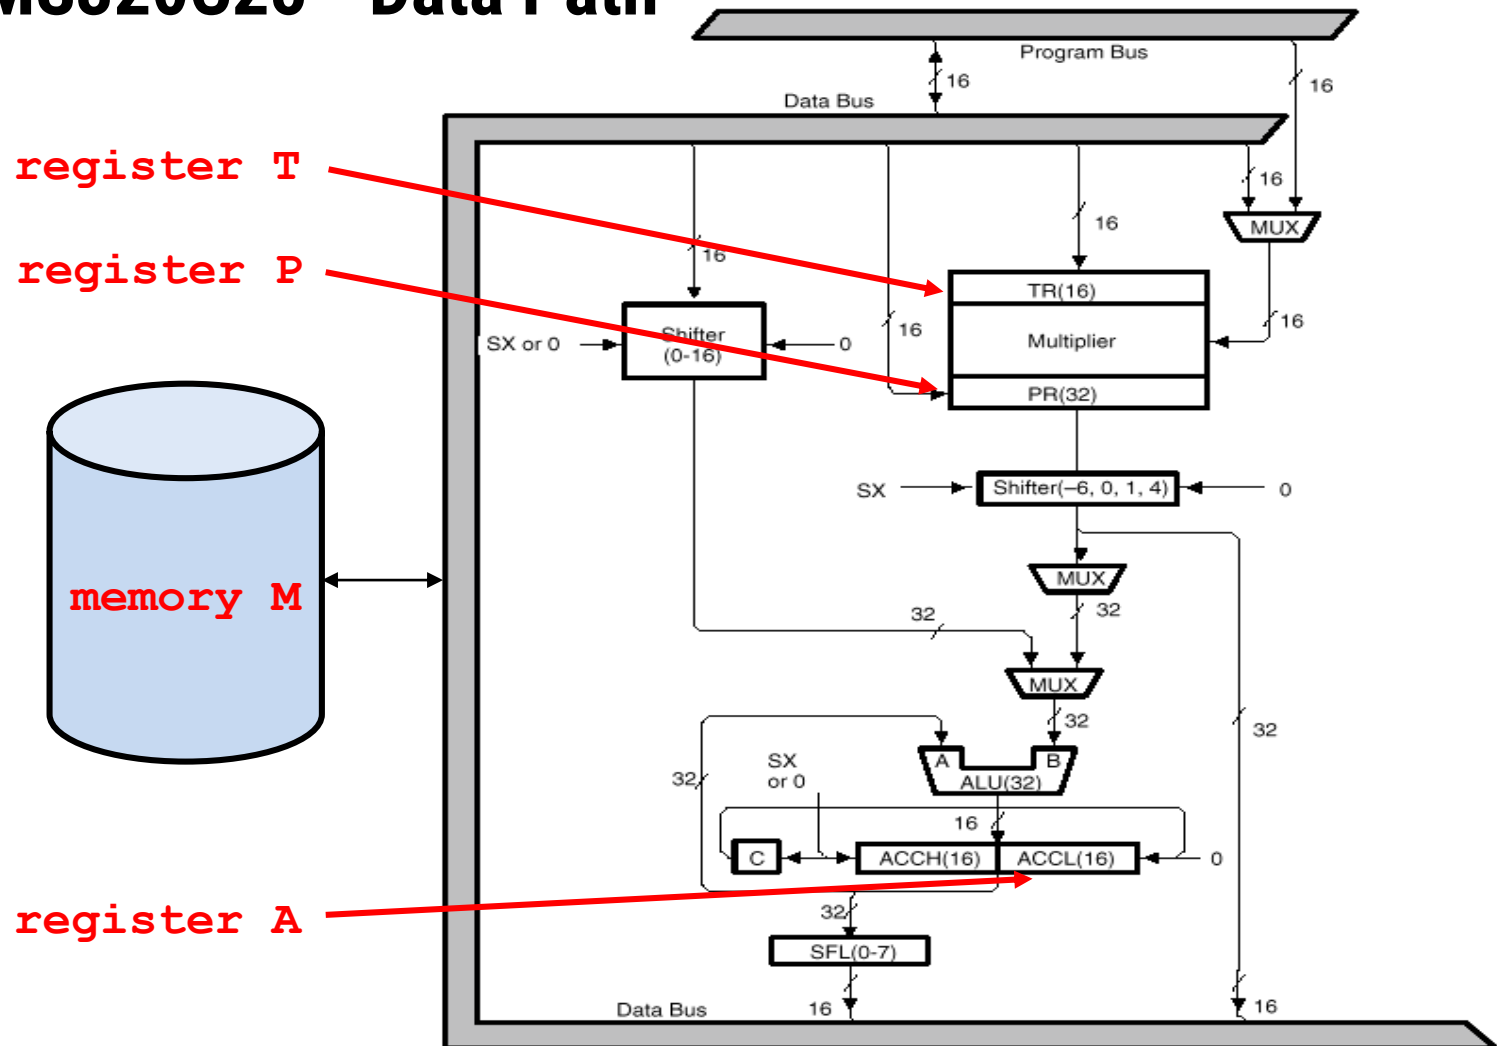 Program Bus
16
16
Data Bus
register T
16
16
MUX
16
register P
TR(16)
16
16
SX or 0
Shifter
(0-16)
0
Multiplier
PR(32)
SX
Shifter(–6, 0, 1, 4)
0
MUX
memory M
32
32
MUX
32
32
32
SX
or 0
A
B
ALU(32)
16
C
ACCH(16)
ACCL(16)
0
register A
32
SFL(0-7)
Data Bus
16
16